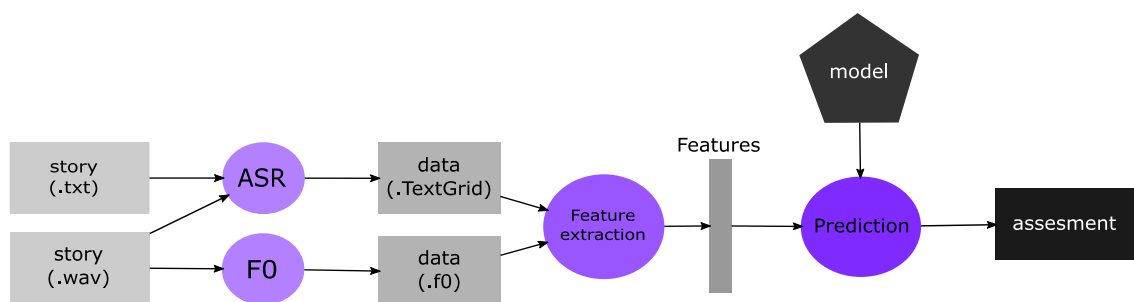 story
(.txt)
ASR
data
(.TextGrid)
story
(.wav)
F0
data
(.f0)
Feature
extraction
Features
model
Prediction
assesment